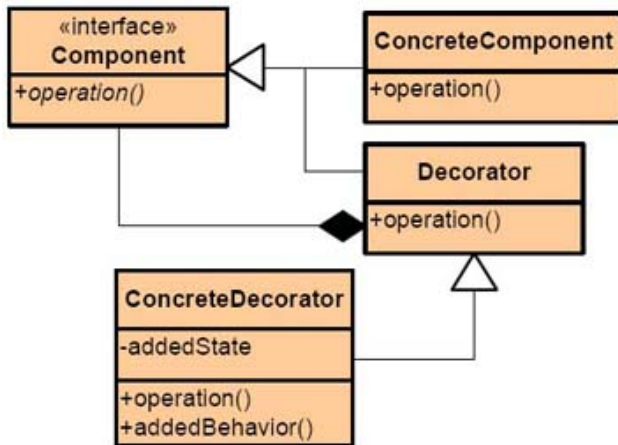 «interface»
Component
+operation()
ConcreteComponent
+operation()
Decorator
+operation()
ConcreteDecorator
-addedState
+operation()
+addedBehavior()